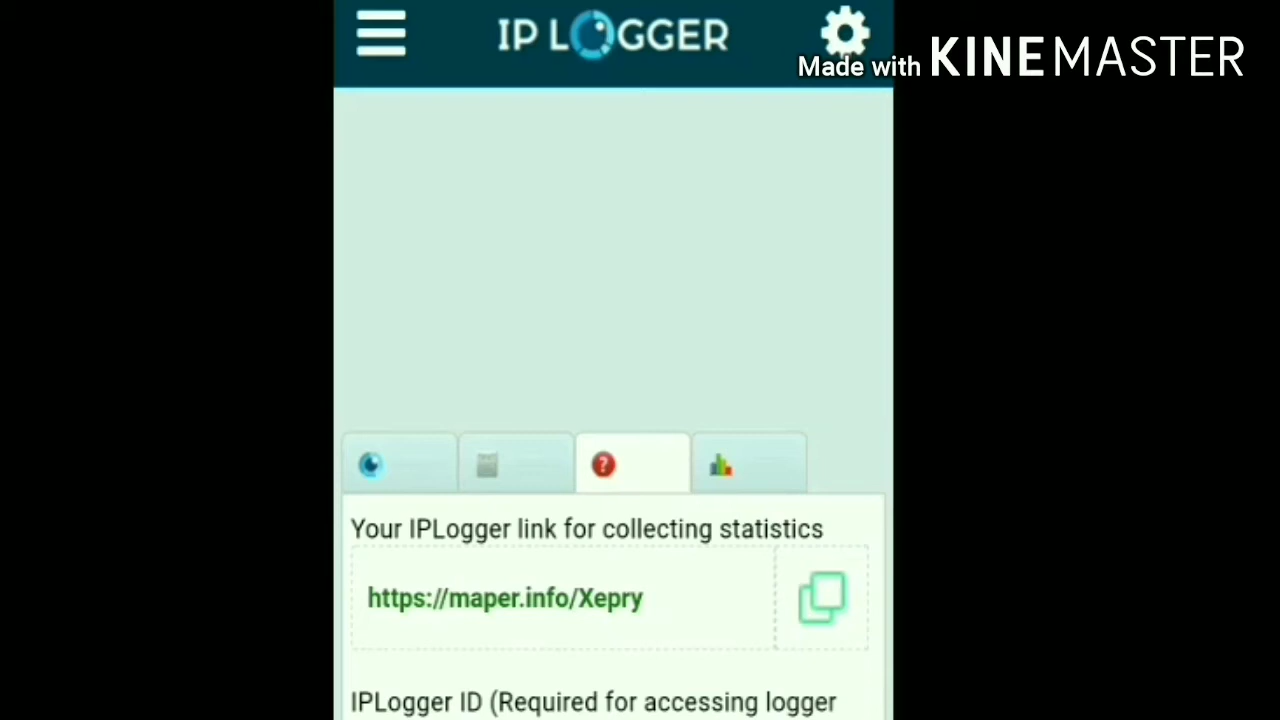 IP LOGGER
Made with KINEMASTER
Your IPLogger link for collecting statistics
https://maper.info/Xepry
IPLogger ID (Required for accessing logger